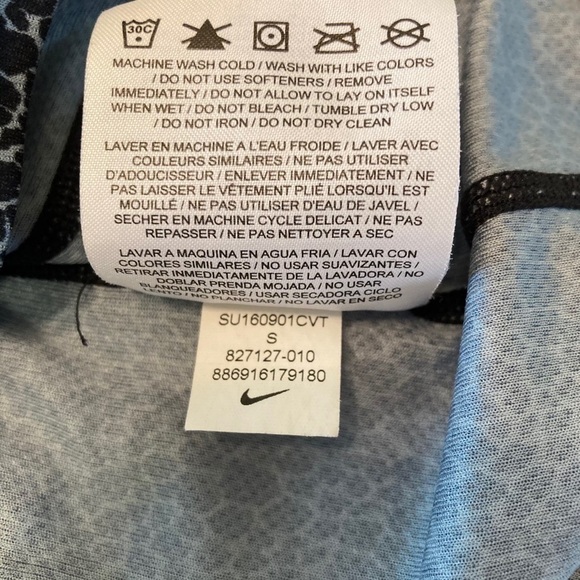 30C
MACHINE WASH COLD / WASH WITH LIKE COLORS
/ DO NOT USE SOFTENERS / REMOVE
IMMEDIATELY / DO NOT ALLOW TO LAY ON ITSELF
WHEN WET / DO NOT BLEACH / TUMBLE DRY LOW
/ DO NOT IRON / DO NOT DRY CLEAN
LAVER EN MACHINE A L'EAU FROIDE / LAVER AVEC
COULEURS SIMILAIRES / NE PAS UTILISER
D'ADOUCISSEUR / ENLEVER IMMEDIATEMENT / NE
PAS LAISSER LE VÊTEMENT PLIÉ LORSQU'IL EST
MOUILLÉ / NE PAS UTILISER D'EAU DE JAVEL /
SECHER EN MACHINE CYCLE DELICAT / NE PAS
REPASSER / NE PAS NETTOYER A SEC
LAVAR A MAQUINA EN AGUA FRIA / LAVAR CON
COLORES SIMILARES / NO USAR SUAVIZANTES /
RETIRAR INMEDIATAMENTE DE LA LAVADORA / NO
DOBLAR PRENDA MOJADA / NO USAR
BLANQUEADORES / USAR SECADORA CICLO
LENTO / NO PLANCHAR / NO LAVAR EN SECO
SU160901CVT
S
827127-010
886916179180